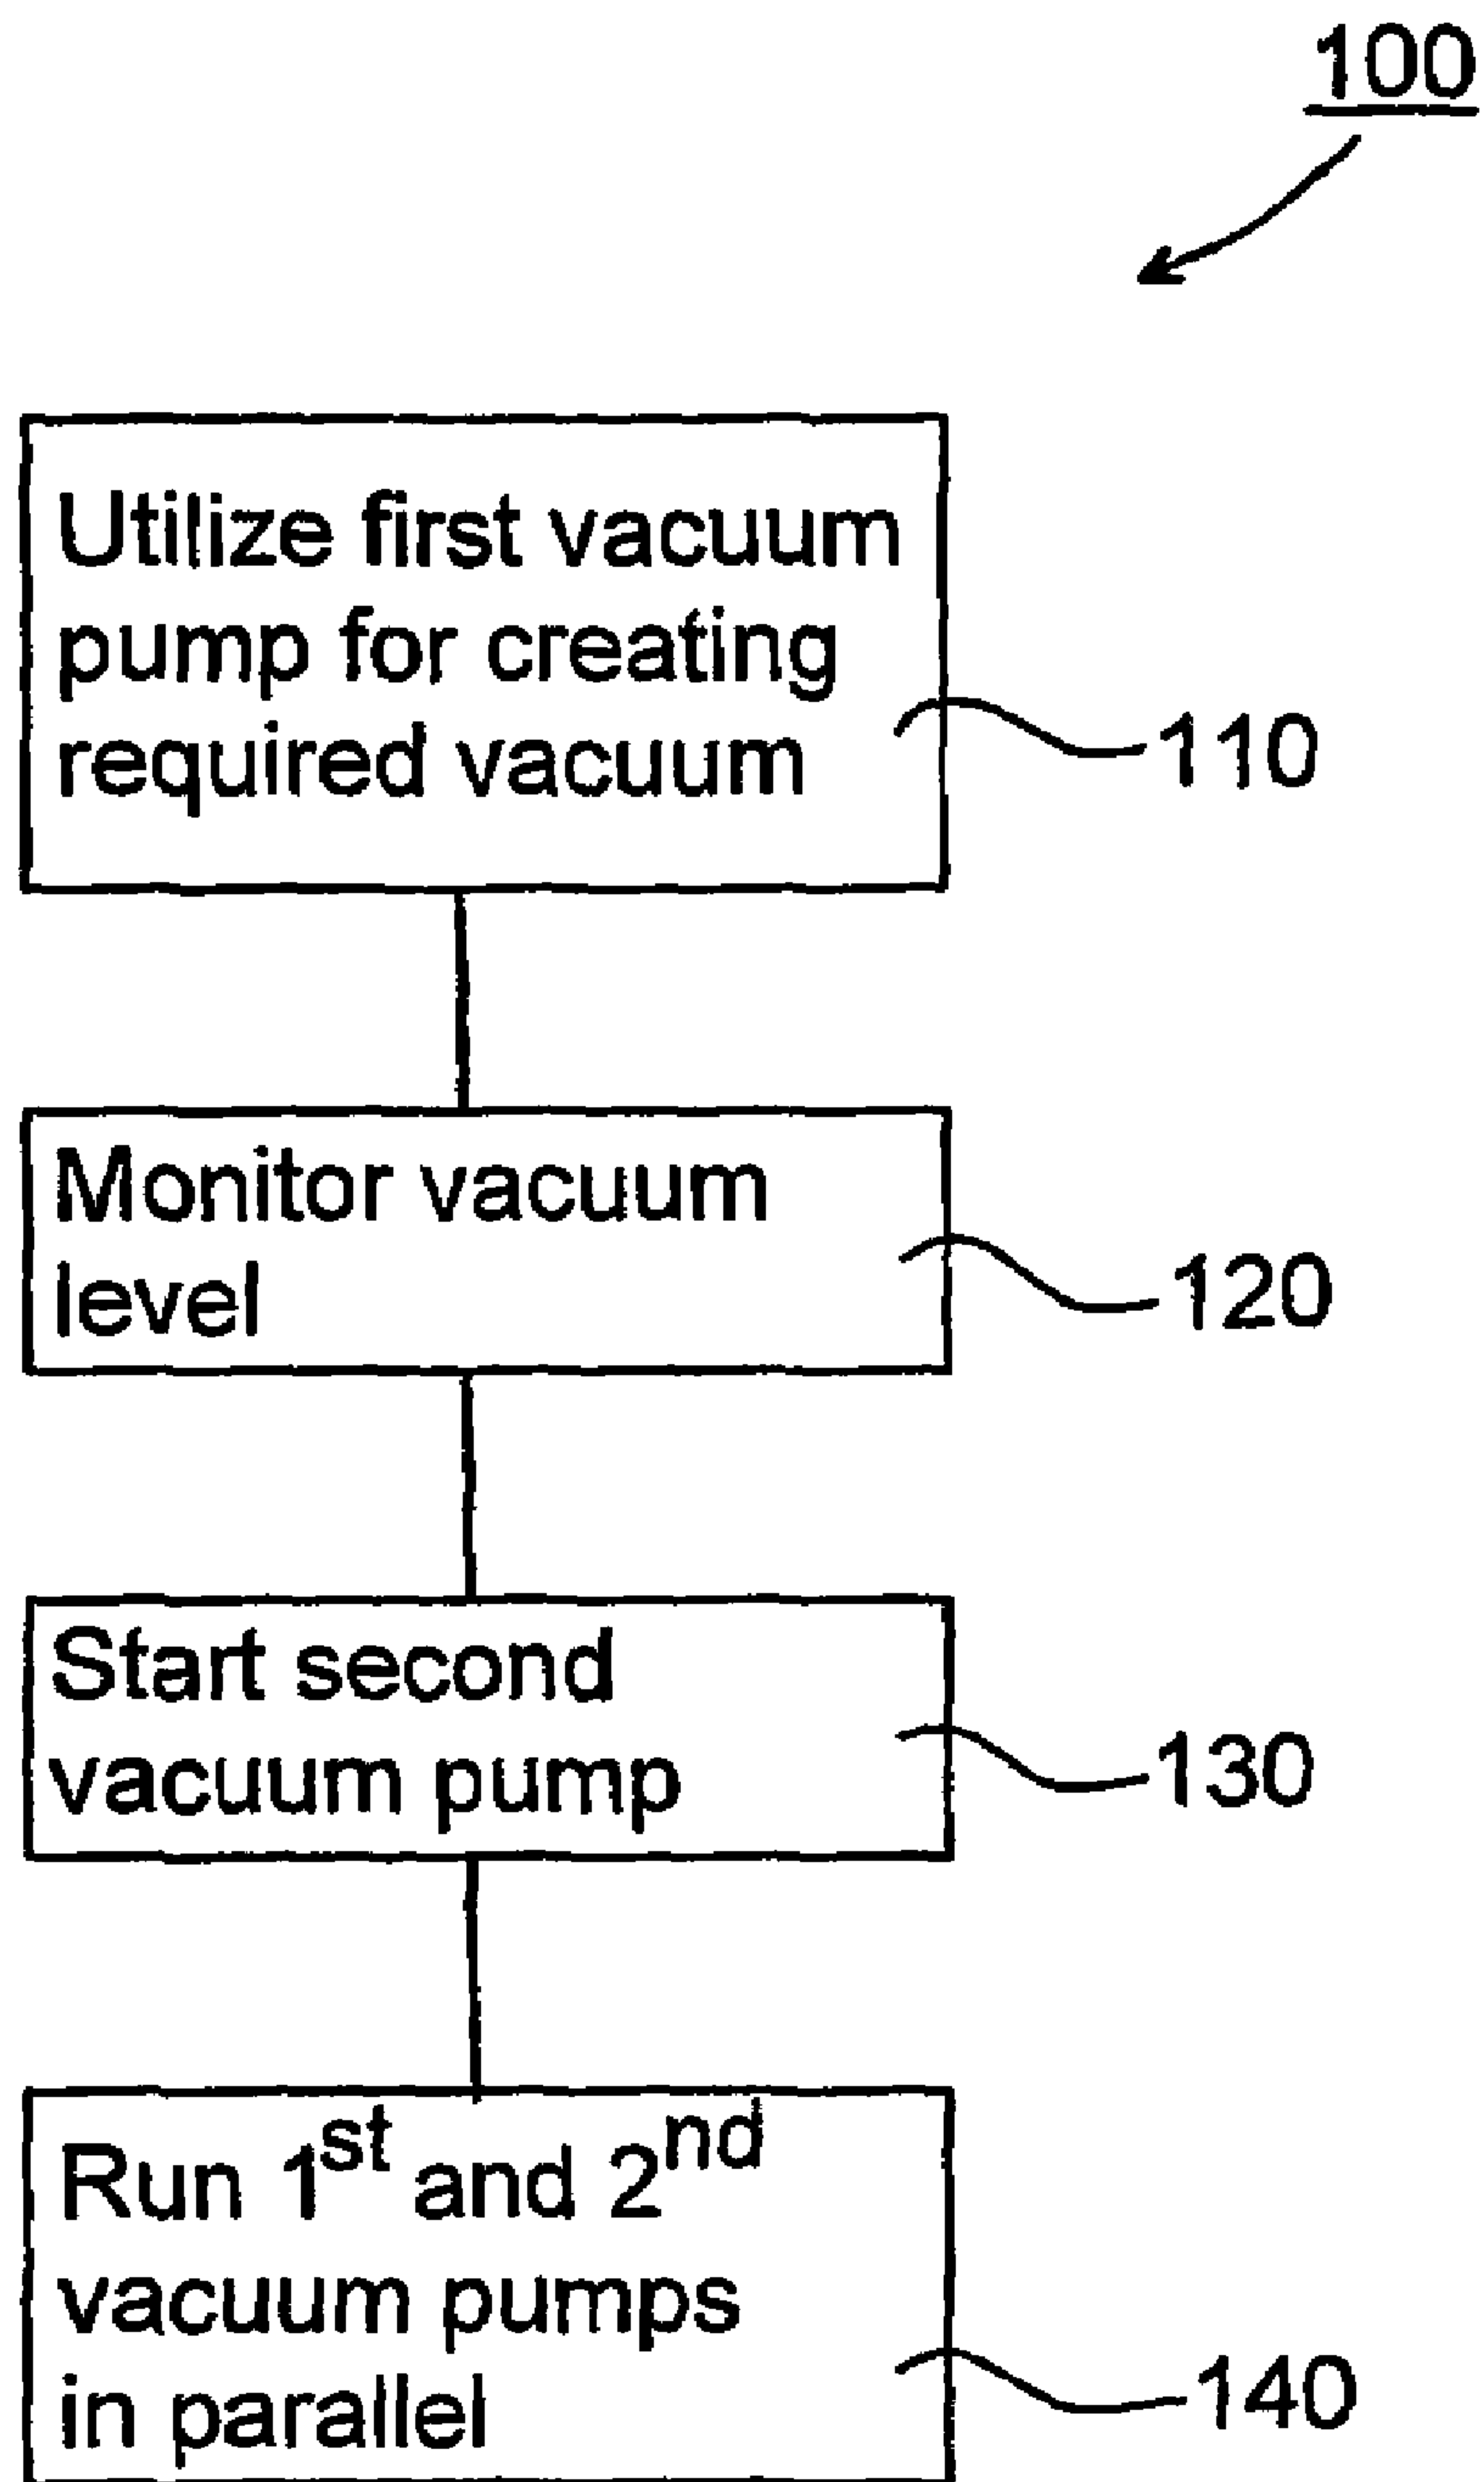 100
Utilize first vacuum
pump for creating
required vacuum
110
Monitor vacuum
level
120
Start second
vacuum pump
130
Run 1st and 2nd
vacuum pumps
in parallel
140